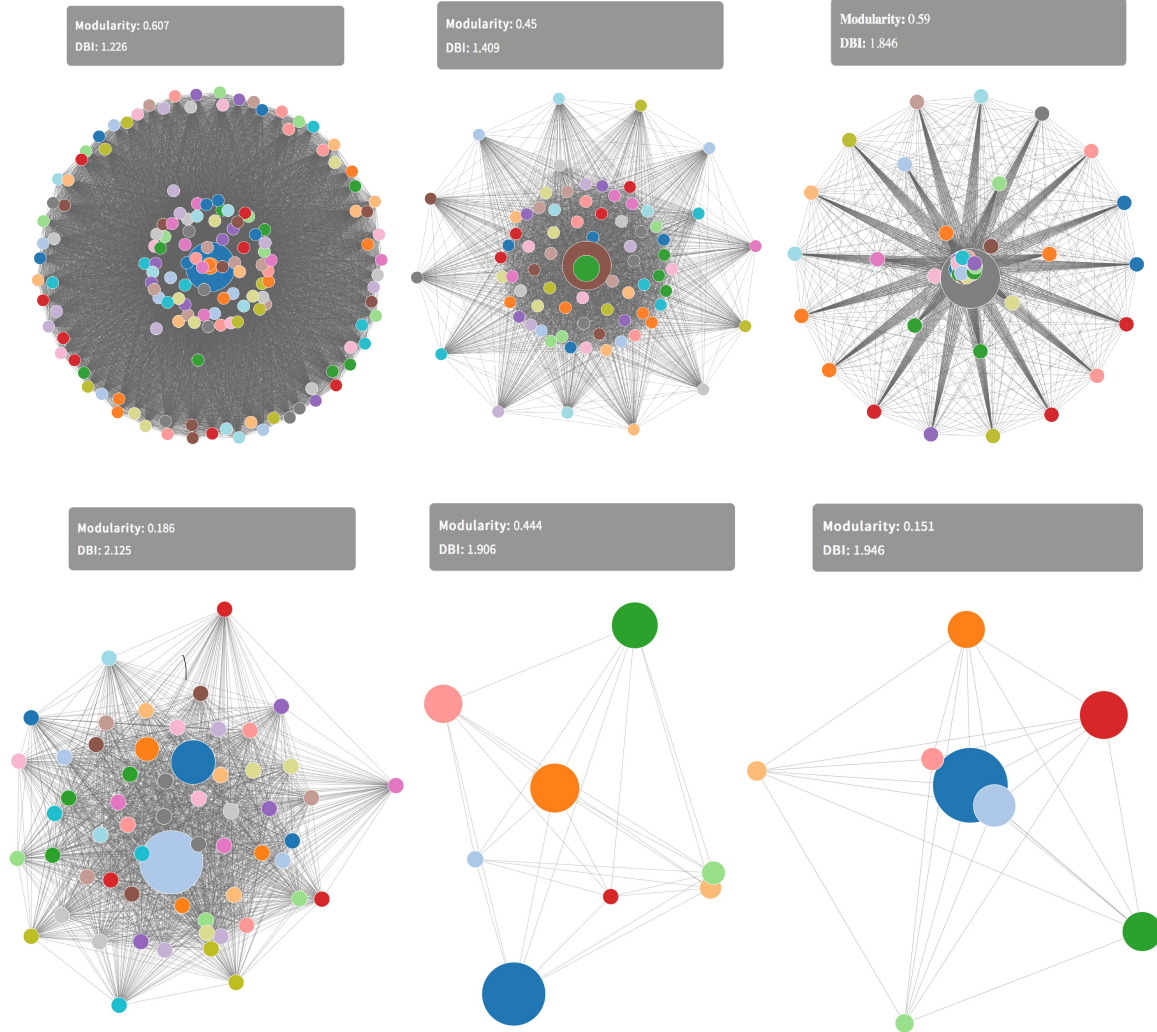 Modularity: 0.607
DBI: 1.226
Modularity: 0.45
DBI: 1.409
Modularity: 0.59
DBI: 1.846
Modularity: 0.186
DBI: 2.125
Modularity: 0.444
DBI: 1.906
Modularity: 0.151
DBI: 1.946